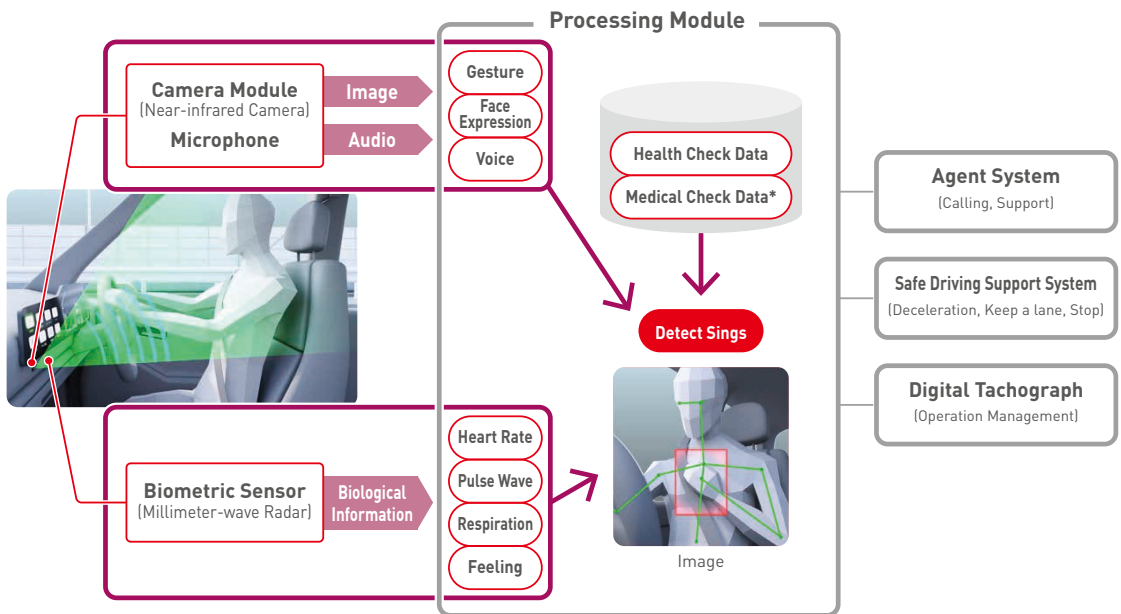 Processing Module
Camera Module
(Near-infrared Camera)
Microphone
Image
Audio
Gesture
Face
Expression
Voice
Health Check Data
Medical Check Data*
Detect Sings
Biometric Sensor
(Millimeter-wave Radar)
Biological
Information
Heart Rate
Pulse Wave
Respiration
Feeling
Image
Agent System
(Calling, Support)
Safe Driving Support System
(Deceleration, Keep a lane, Stop)
Digital Tachograph
(Operation Management)